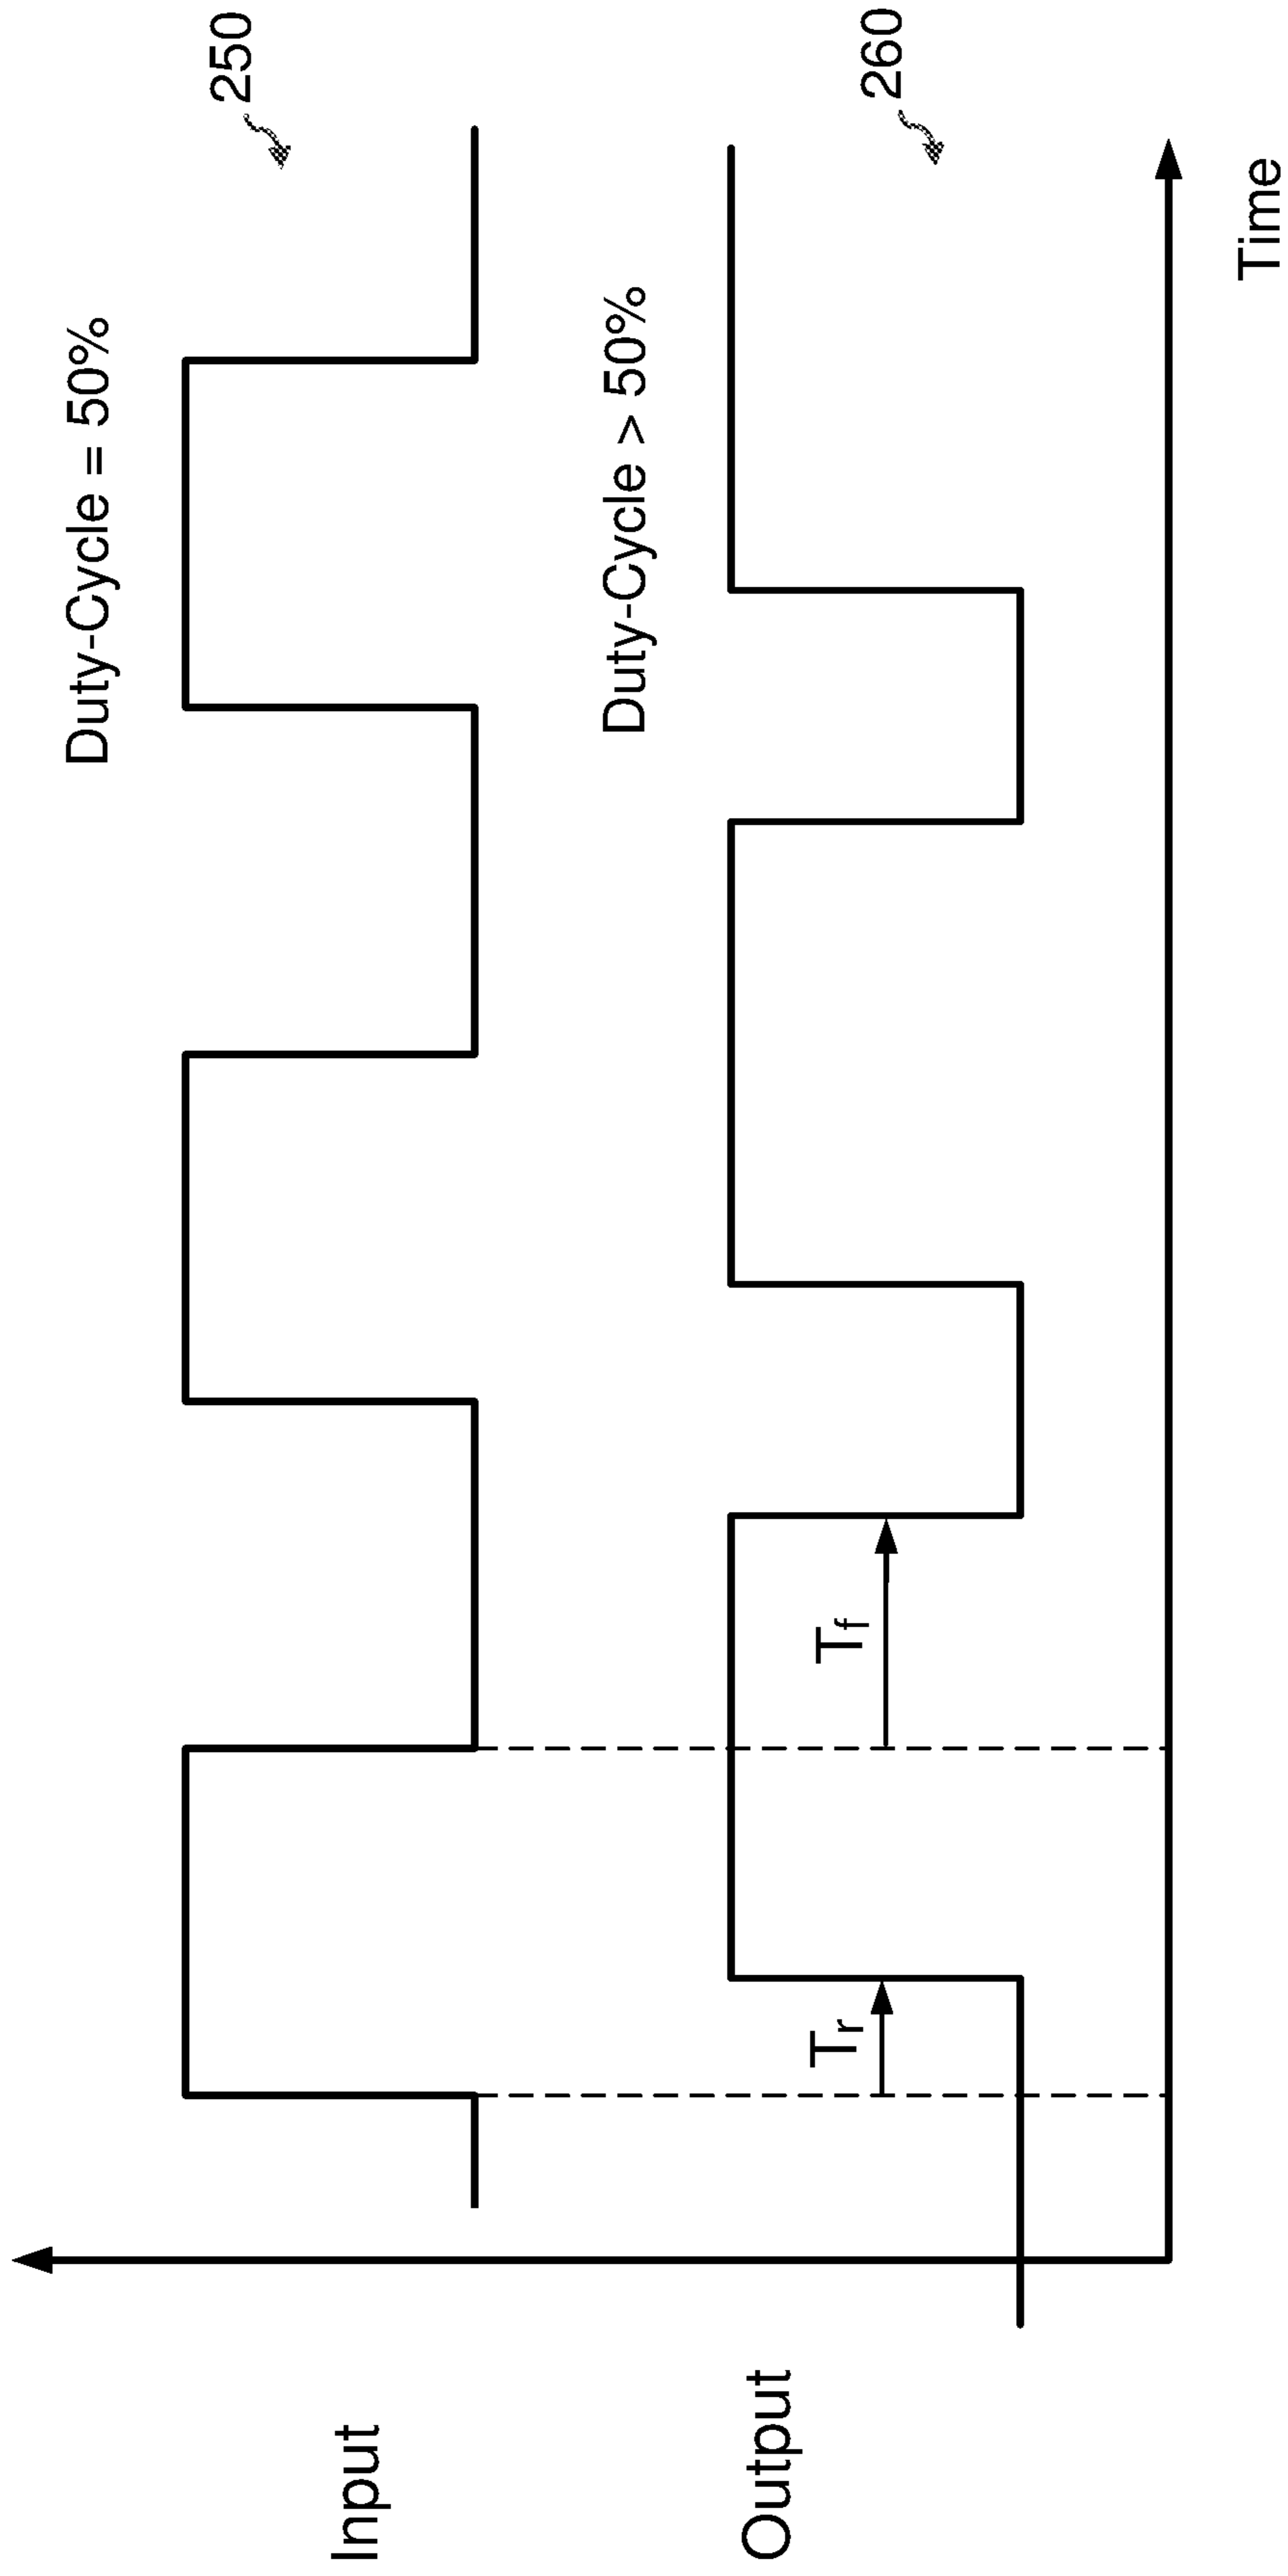 Duty-Cycle = 50%
250
Input
Duty-Cycle > 50%
260
Output
Tr
Tf
Time